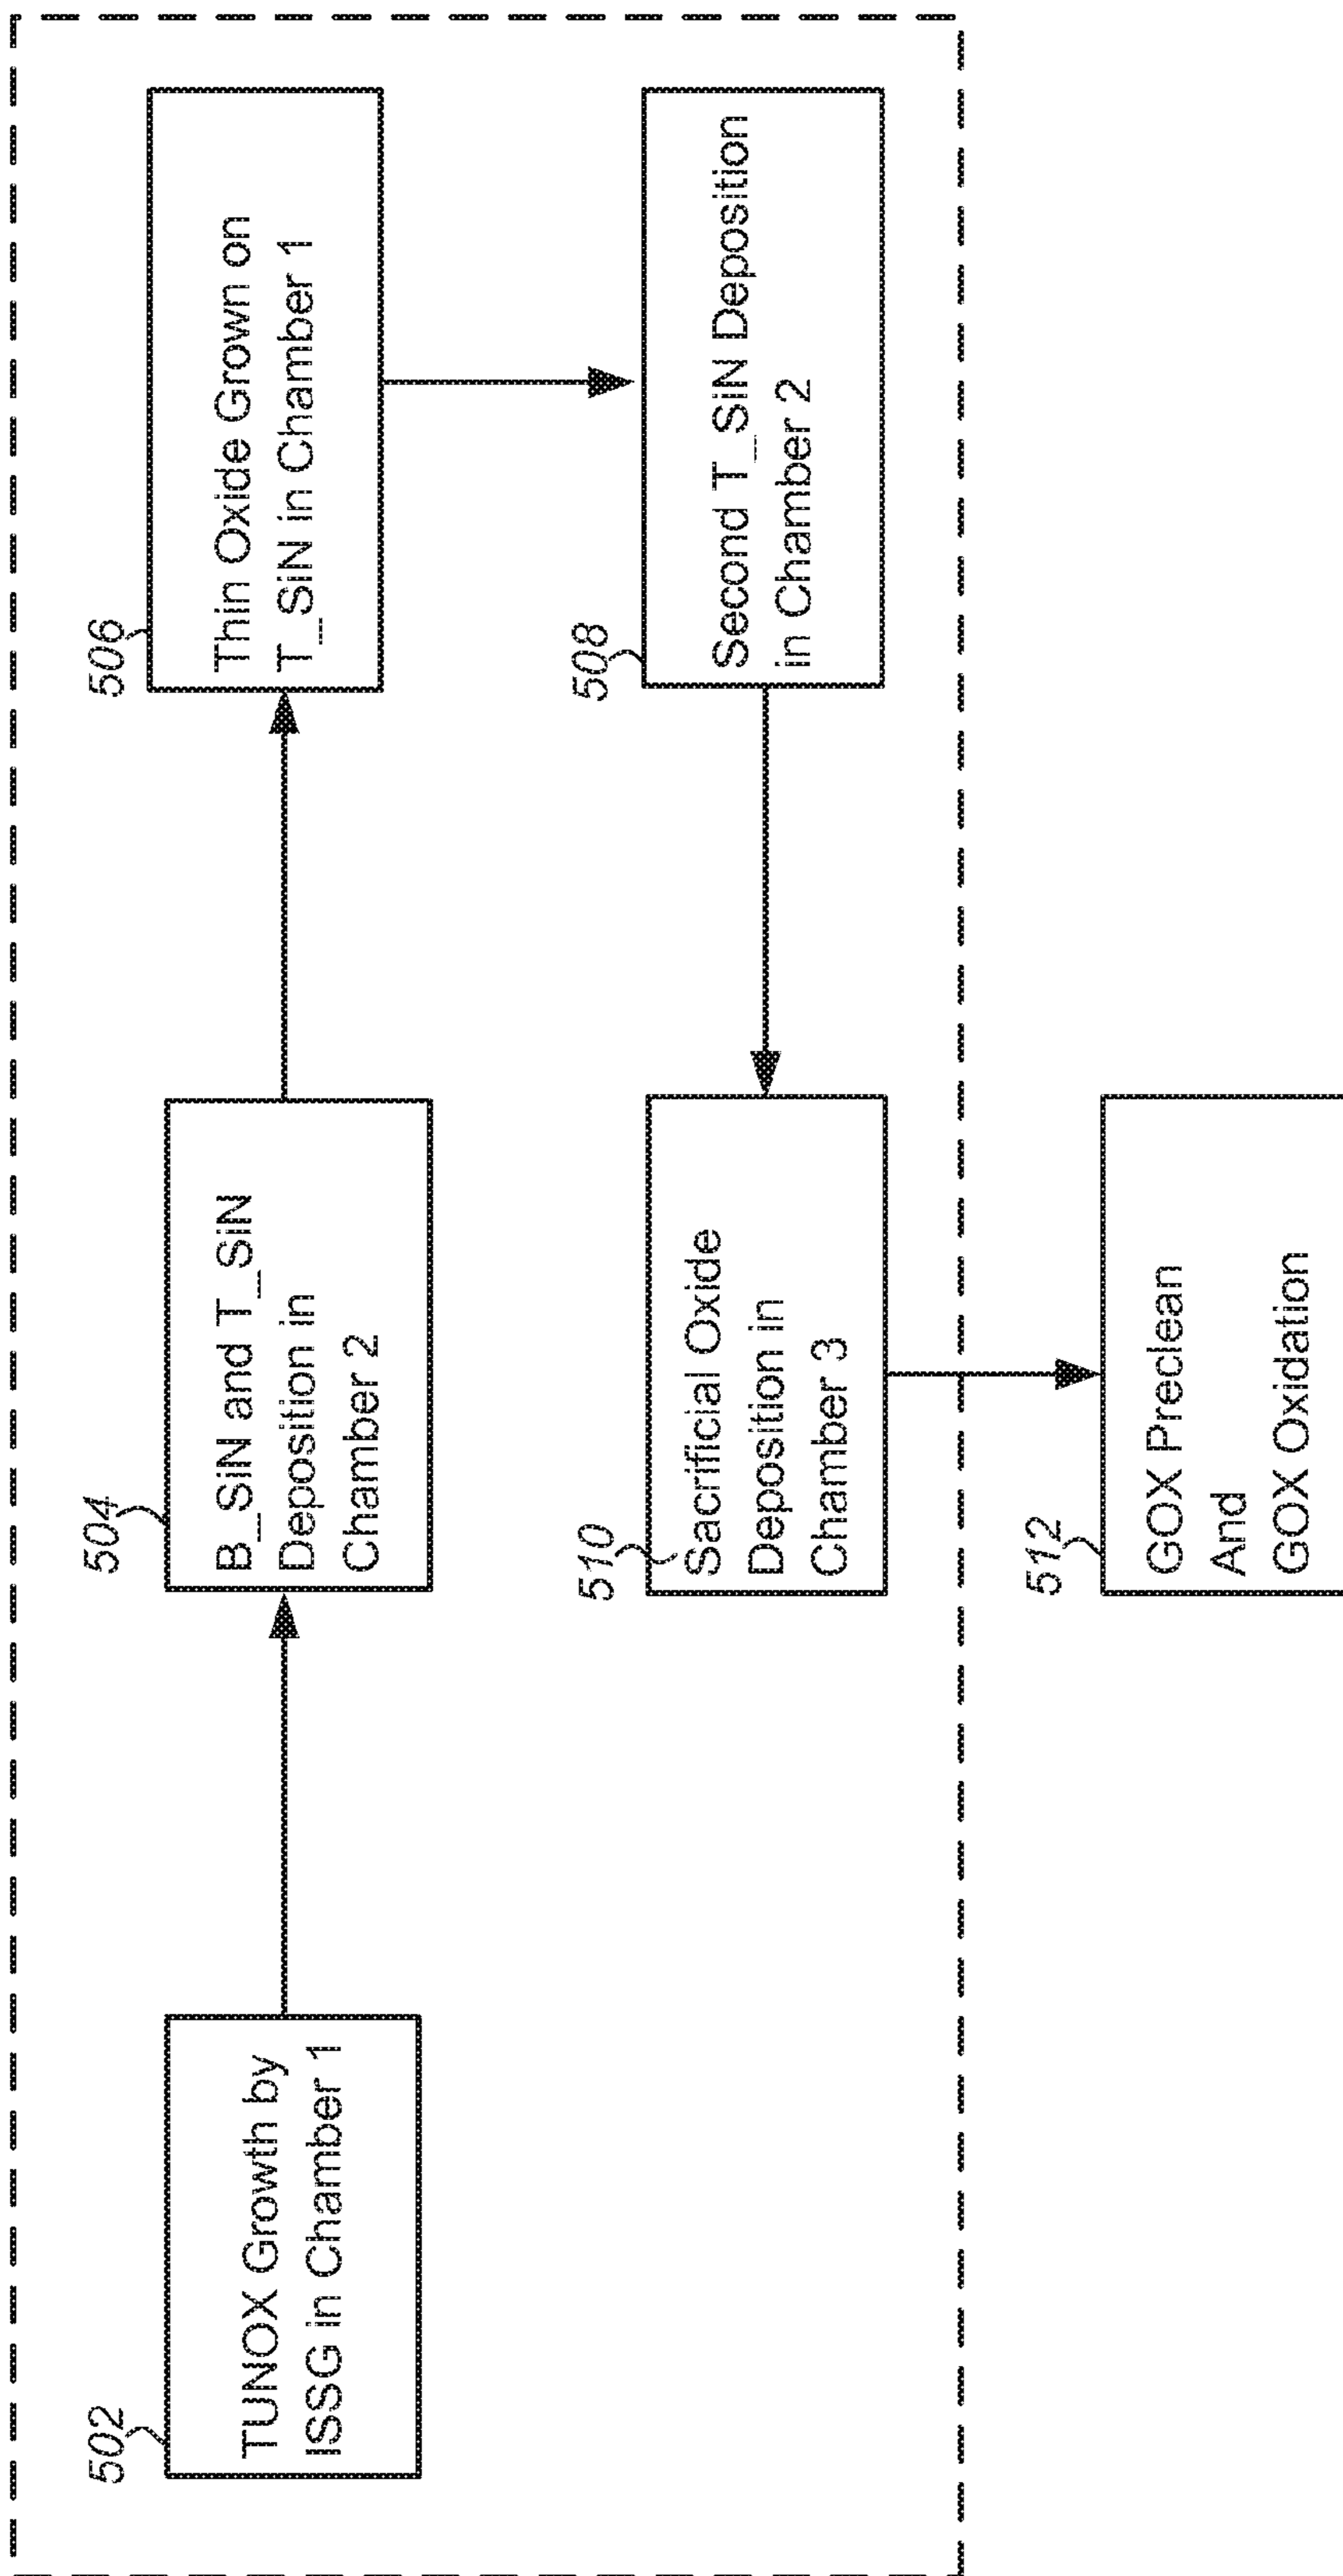 502
TUNOX Growth by
ISSG in Chamber 1
504
B_SiN and T_SiN
Deposition in
Chamber 2
506
Thin Oxide Grown on
T_SiN in Chamber 1
508
Second T_SiN Deposition
in Chamber 2
510
Sacrificial Oxide
Deposition in
Chamber 3
512
GOX Preclean
And
GOX Oxidation